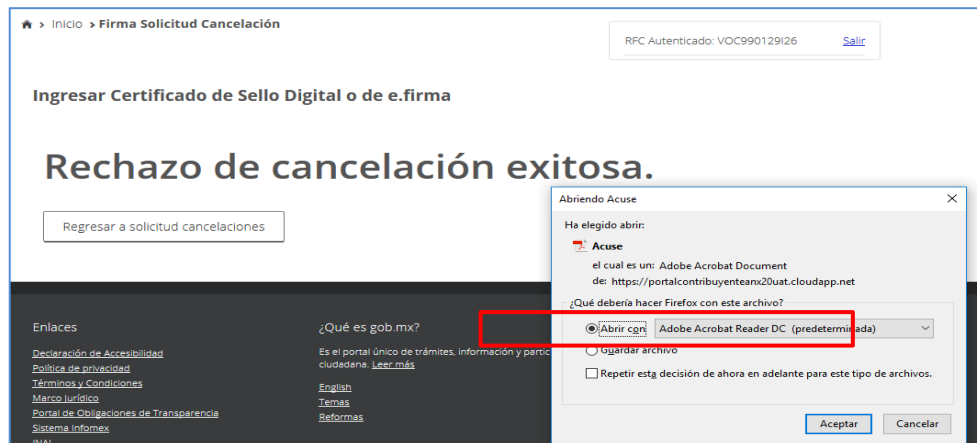 Inicio > Firma Solicitud Cancelación
RFC Autenticado: VOC990129I26 Salir
Ingresar Certificado de Sello Digital o de e.firma
Rechazo de cancelación exitosa.
Regresar a solicitud cancelaciones
Abriendo Acuse
Ha elegido abrir:
Acuse
el cual es un: Adobe Acrobat Document
de: https://portalcontribuyenteanx20uat.cloudapp.net
¿Qué debería hacer Firefox con este archivo?
Abrir con Adobe Acrobat Reader DC (predeterminada)
Guardar archivo
Repetir esta decisión de ahora en adelante para este tipo de archivos.
Aceptar Cancelar
Enlaces
Declaración de Accesibilidad
Política de privacidad
Términos y Condiciones
Marco Jurídico
Portal de Obligaciones de Transparencia
Sistema Infomex
INAI
¿Qué es gob.mx?
Es el portal único de trámites, información y partic
ciudadana. Leer más
English
Temas
Reformas